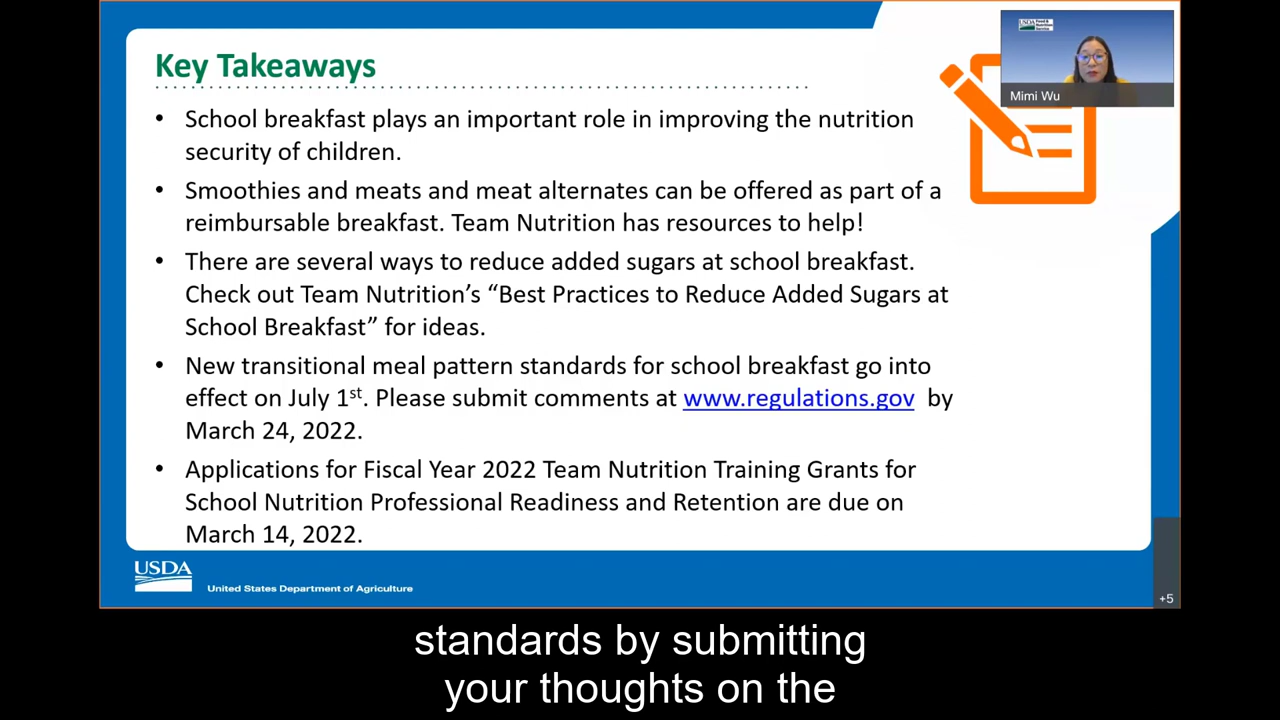 Key Takeaways
USDA Food & Nutrition Service
Mimi Wu
• School breakfast plays an important role in improving the nutrition
security of children.
• Smoothies and meats and meat alternates can be offered as part of a
reimbursable breakfast. Team Nutrition has resources to help!
• There are several ways to reduce added sugars at school breakfast.
Check out Team Nutrition’s “Best Practices to Reduce Added Sugars at
School Breakfast” for ideas.
• New transitional meal pattern standards for school breakfast go into
effect on July 1st. Please submit comments at www.regulations.gov by
March 24, 2022.
• Applications for Fiscal Year 2022 Team Nutrition Training Grants for
School Nutrition Professional Readiness and Retention are due on
March 14, 2022.
USDA
United States Department of Agriculture
+5
standards by submitting
your thoughts on the